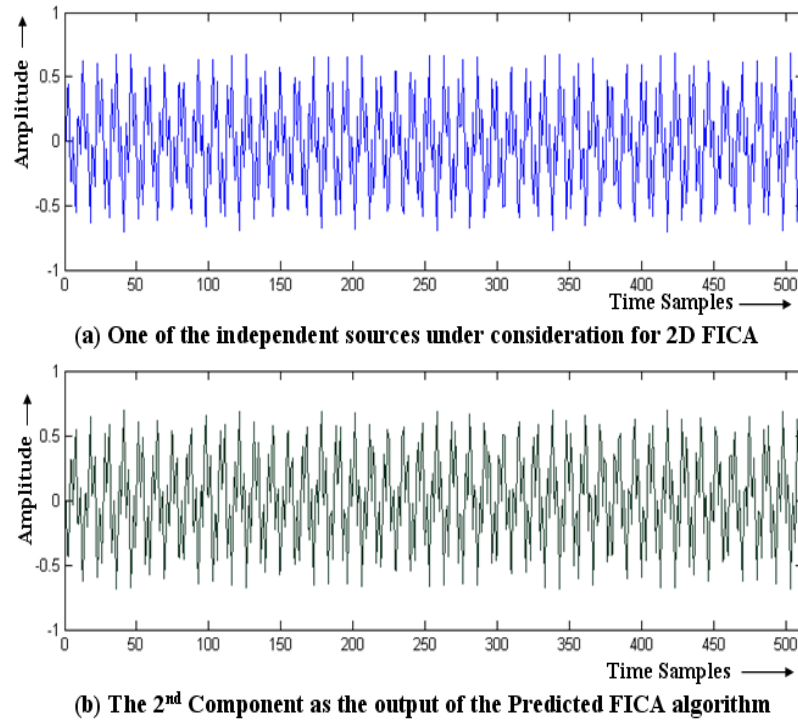 1
0.5
0
-0.5
-1
Amplitude
0 50 100 150 200 250 300 350 400 450 500
Time Samples
(a) One of the independent sources under consideration for 2D FICA
1
0.5
0
-0.5
-1
Amplitude
0 50 100 150 200 250 300 350 400 450 500
Time Samples
(b) The 2nd Component as the output of the Predicted FICA algorithm